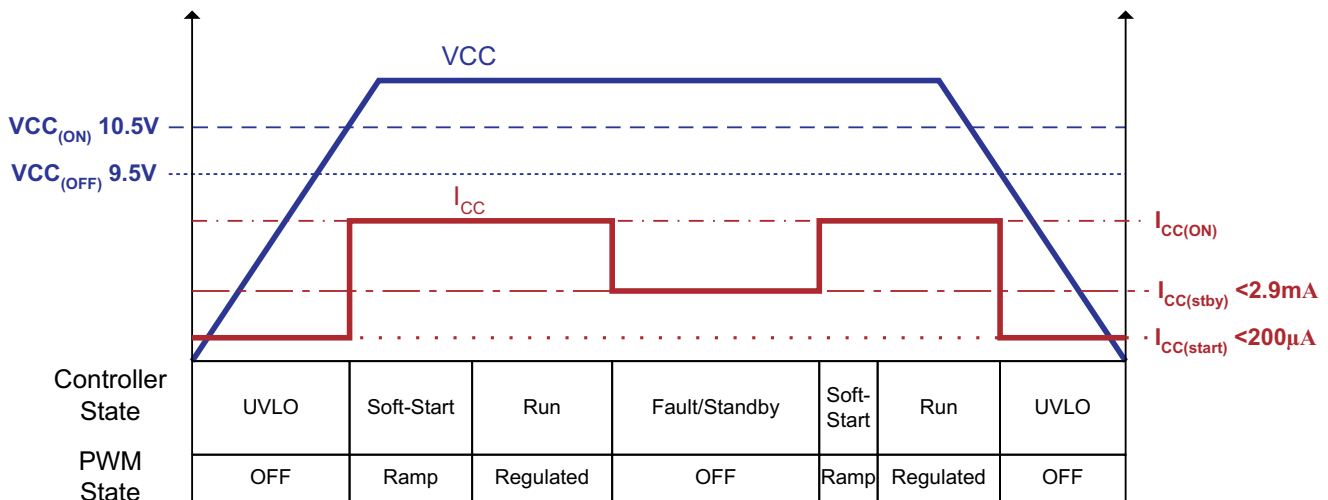 VCC
VCC(ON) 10.5V
VCC(OFF) 9.5V
ICC
ICC(ON)
ICC(stby) <2.9mA
ICC(start) <200μA
Controller
State
UVLO
Soft-Start
Run
Fault/Standby
Soft-
Start
Run
UVLO
PWM
State
OFF
Ramp
Regulated
OFF
Ramp
Regulated
OFF